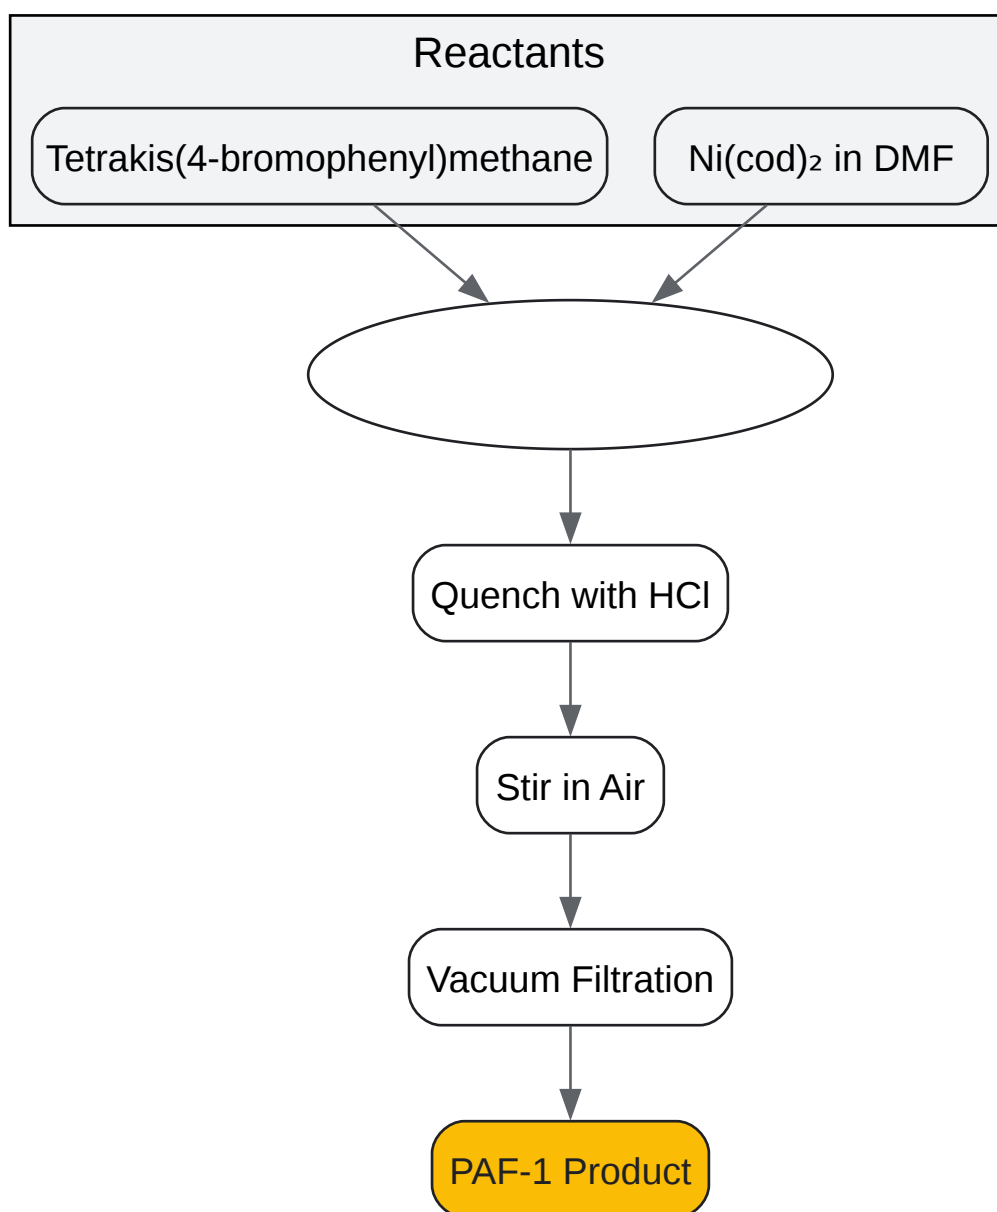 Reactants
Tetrakis(4-bromophenyl)methane
Ni(cod)₂ in DMF
Quench with HCl
Stir in Air
Vacuum Filtration
PAF-1 Product